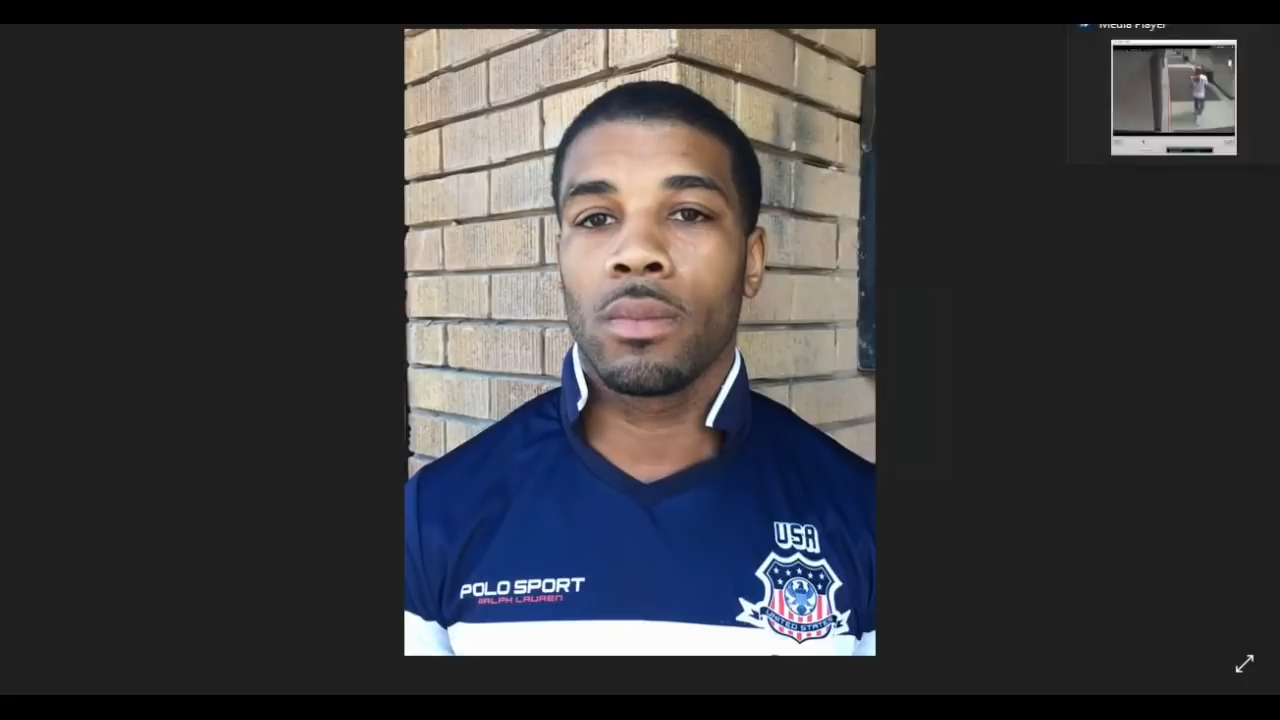 Media Player
USA
POLO SPORT
RALPH LAUREN
UNITED STATES